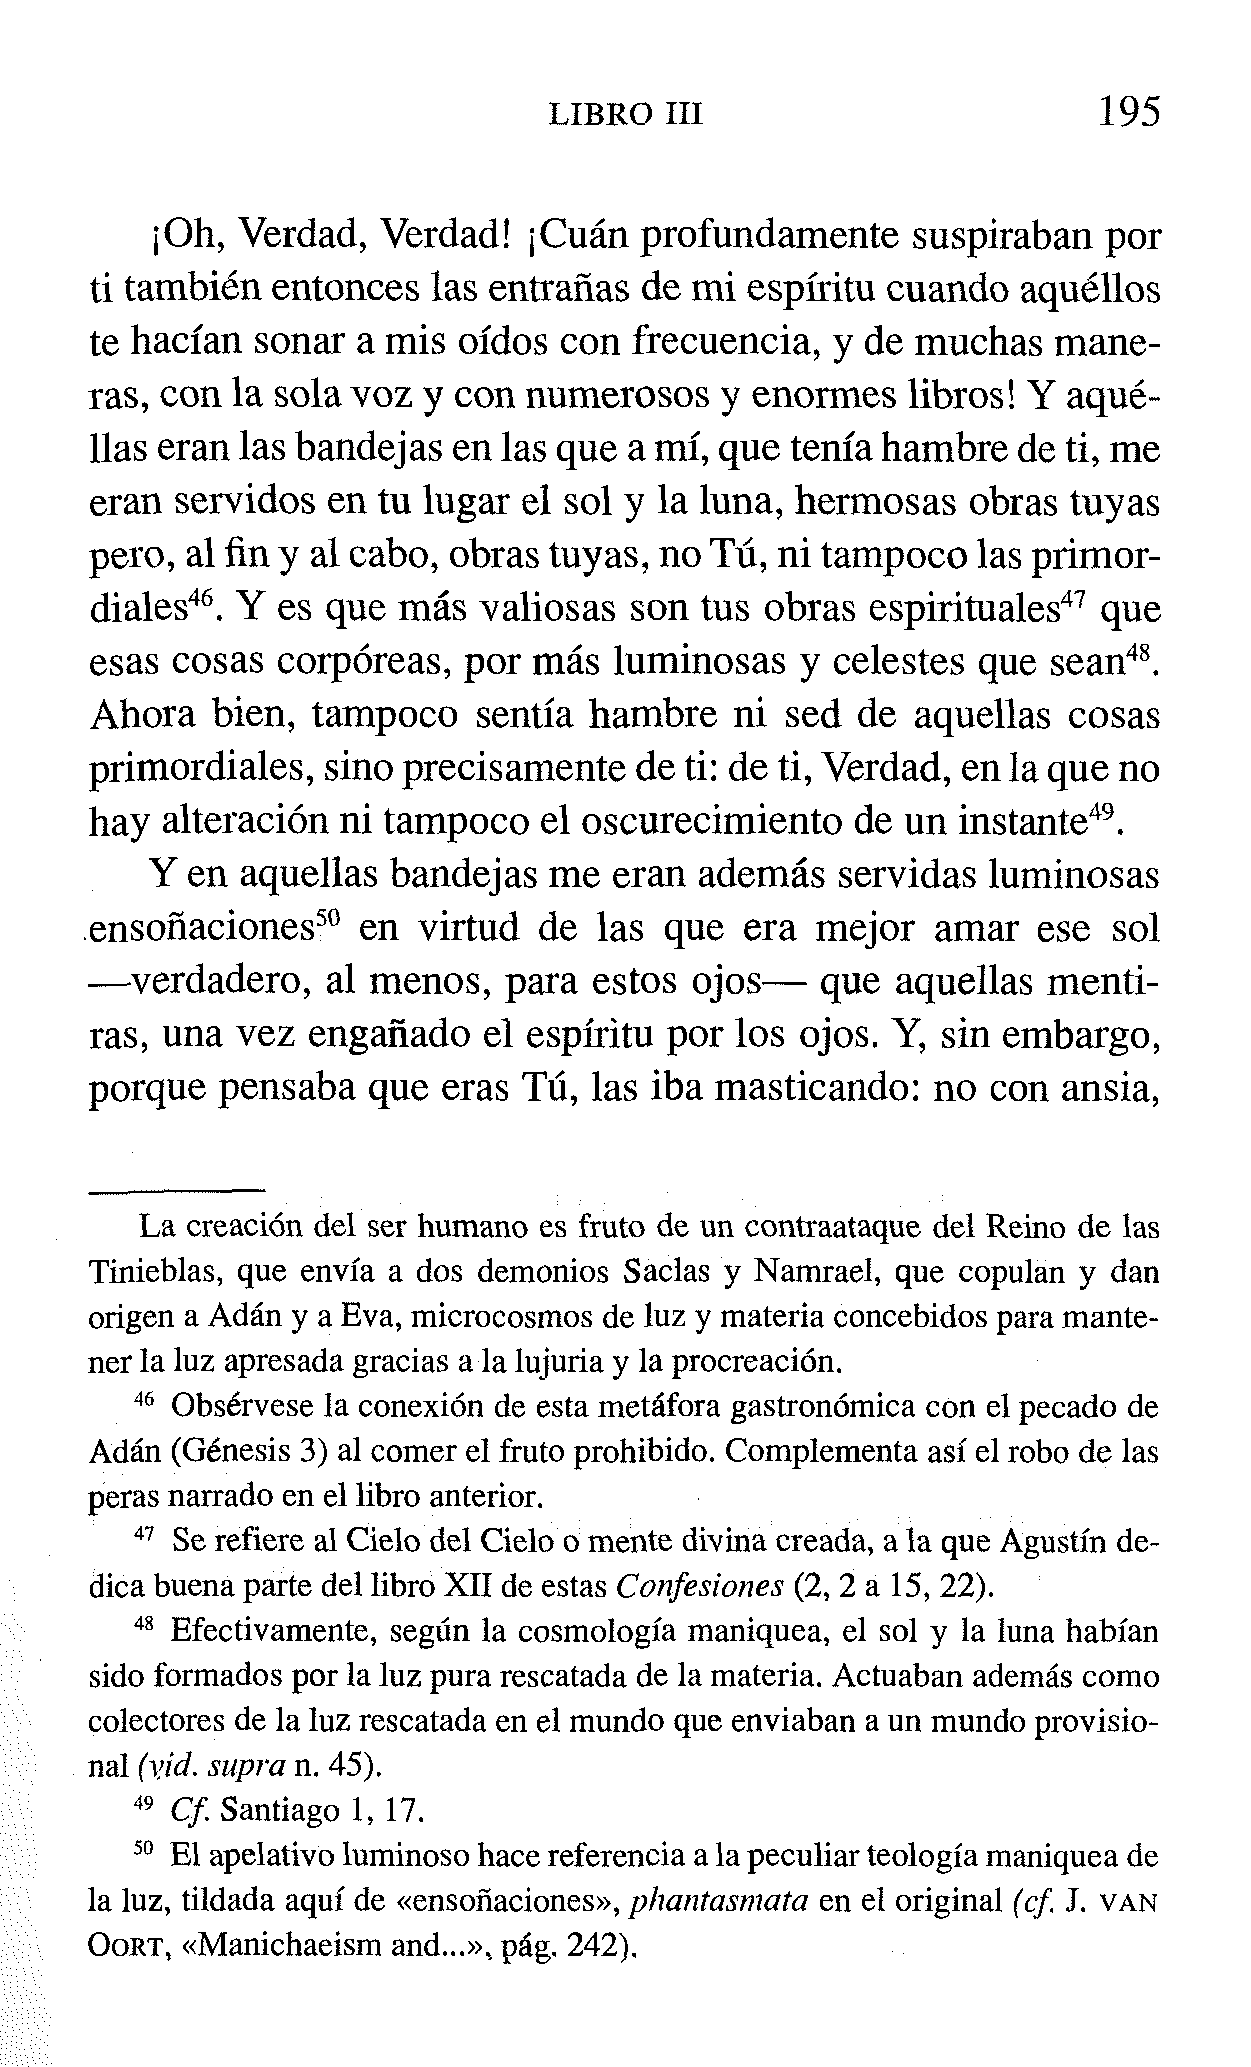 LIBRO III 195
¡Oh, Verdad, Verdad! ¡Cuán profundamente suspiraban por
ti también entonces las entrañas de mi espíritu cuando aquéllos
te hacían sonar a mis oídos con frecuencia, y de muchas mane-
ras, con la sola voz y con numerosos y enormes libros! Y aqué-
llas eran las bandejas en las que a mí, que tenía hambre de ti, me
eran servidos en tu lugar el sol y la luna, hermosas obras tuyas
pero, al fin y al cabo, obras tuyas, no Tú, ni tampoco las primor-
diales⁴⁶. Y es que más valiosas son tus obras espirituales⁴⁷ que
esas cosas corpóreas, por más luminosas y celestes que sean⁴⁸.
Ahora bien, tampoco sentía hambre ni sed de aquellas cosas
primordiales, sino precisamente de ti: de ti, Verdad, en la que no
hay alteración ni tampoco el oscurecimiento de un instante⁴⁹.
Y en aquellas bandejas me eran además servidas luminosas
ensoñaciones⁵⁰ en virtud de las que era mejor amar ese sol
—verdadero, al menos, para estos ojos— que aquellas menti-
ras, una vez engañado el espíritu por los ojos. Y, sin embargo,
porque pensaba que eras Tú, las iba masticando: no con ansia,
La creación del ser humano es fruto de un contraataque del Reino de las
Tinieblas, que envía a dos demonios Saclas y Namrael, que copulan y dan
origen a Adán y a Eva, microcosmos de luz y materia concebidos para mante-
ner la luz apresada gracias a la lujuria y la procreación.
⁴⁶ Obsérvese la conexión de esta metáfora gastronómica con el pecado de
Adán (Génesis 3) al comer el fruto prohibido. Complementa así el robo de las
peras narrado en el libro anterior.
⁴⁷ Se refiere al Cielo del Cielo o mente divina creada, a la que Agustín de-
dica buena parte del libro XII de estas Confesiones (2, 2 a 15, 22).
⁴⁸ Efectivamente, según la cosmología maniquea, el sol y la luna habían
sido formados por la luz pura rescatada de la materia. Actuaban además como
colectores de la luz rescatada en el mundo que enviaban a un mundo provisio-
nal (vid. supra n. 45).
⁴⁹ Cf. Santiago 1, 17.
⁵⁰ El apelativo luminoso hace referencia a la peculiar teología maniquea de
la luz, tildada aquí de «ensoñaciones», phantasmata en el original (cf. J. VAN
OORT, «Manichaeism and...», pág. 242).